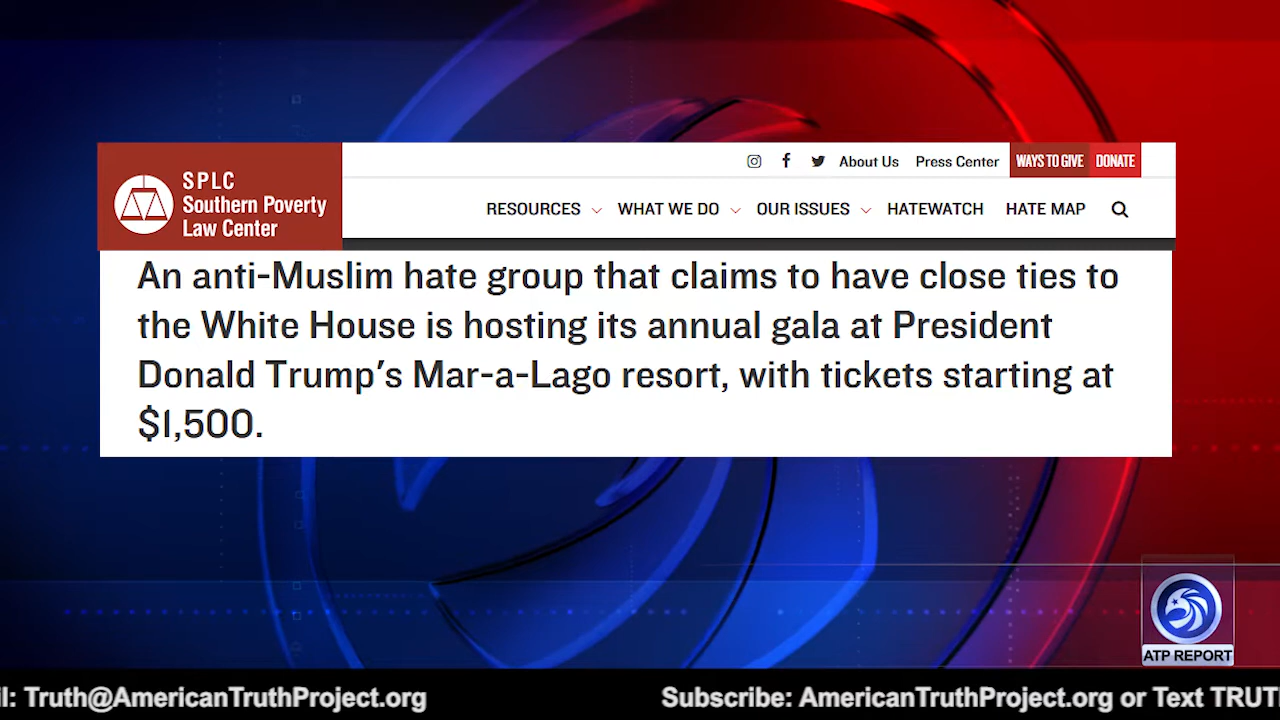 About Us Press Center WAYS TO GIVE DONATE
SPLC
Southern Poverty
Law Center
RESOURCES WHAT WE DO OUR ISSUES HATEWATCH HATE MAP
An anti-Muslim hate group that claims to have close ties to
the White House is hosting its annual gala at President
Donald Trump’s Mar-a-Lago resort, with tickets starting at
$1,500.
ATP REPORT
l: Truth@AmericanTruthProject.org Subscribe: AmericanTruthProject.org or Text TRUT